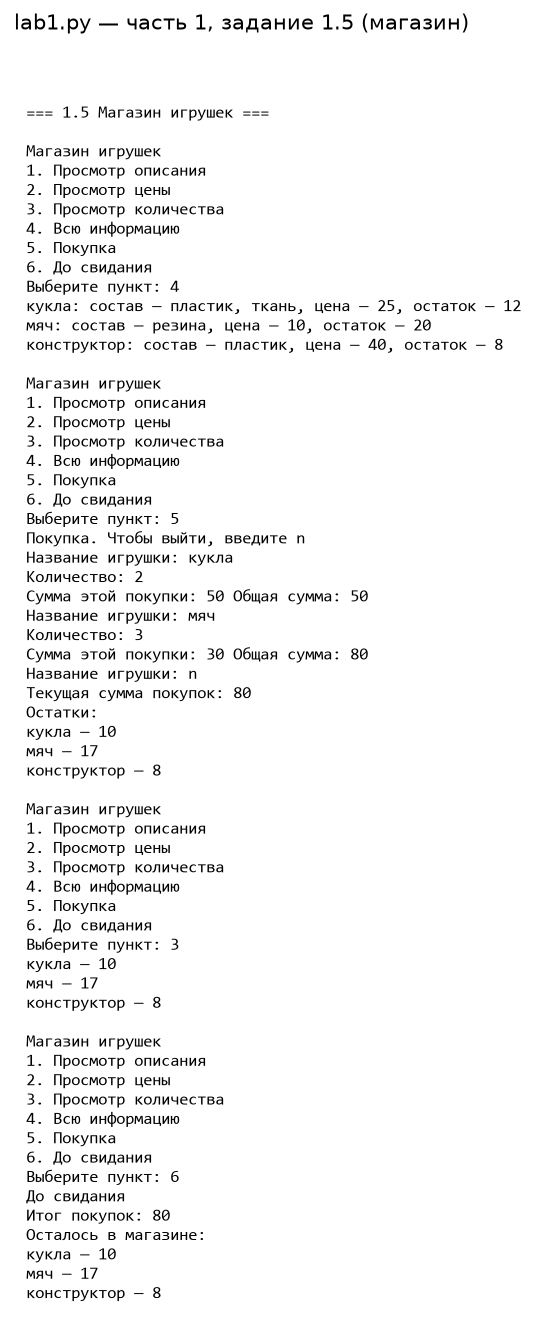 lab1.py — часть 1, задание 1.5 (магазин)
=== 1.5 Магазин игрушек ===
Магазин игрушек
1. Просмотр описания
2. Просмотр цены
3. Просмотр количества
4. Всю информацию
5. Покупка
6. До свидания
Выберите пункт: 4
кукла: состав — пластик, ткань, цена — 25, остаток — 12
мяч: состав — резина, цена — 10, остаток — 20
конструктор: состав — пластик, цена — 40, остаток — 8
Магазин игрушек
1. Просмотр описания
2. Просмотр цены
3. Просмотр количества
4. Всю информацию
5. Покупка
6. До свидания
Выберите пункт: 5
Покупка. Чтобы выйти, введите n
Название игрушки: кукла
Количество: 2
Сумма этой покупки: 50 Общая сумма: 50
Название игрушки: мяч
Количество: 3
Сумма этой покупки: 30 Общая сумма: 80
Название игрушки: n
Текущая сумма покупок: 80
Остатки:
кукла — 10
мяч — 17
конструктор — 8
Магазин игрушек
1. Просмотр описания
2. Просмотр цены
3. Просмотр количества
4. Всю информацию
5. Покупка
6. До свидания
Выберите пункт: 3
кукла — 10
мяч — 17
конструктор — 8
Магазин игрушек
1. Просмотр описания
2. Просмотр цены
3. Просмотр количества
4. Всю информацию
5. Покупка
6. До свидания
Выберите пункт: 6
До свидания
Итог покупок: 80
Осталось в магазине:
кукла — 10
мяч — 17
конструктор — 8